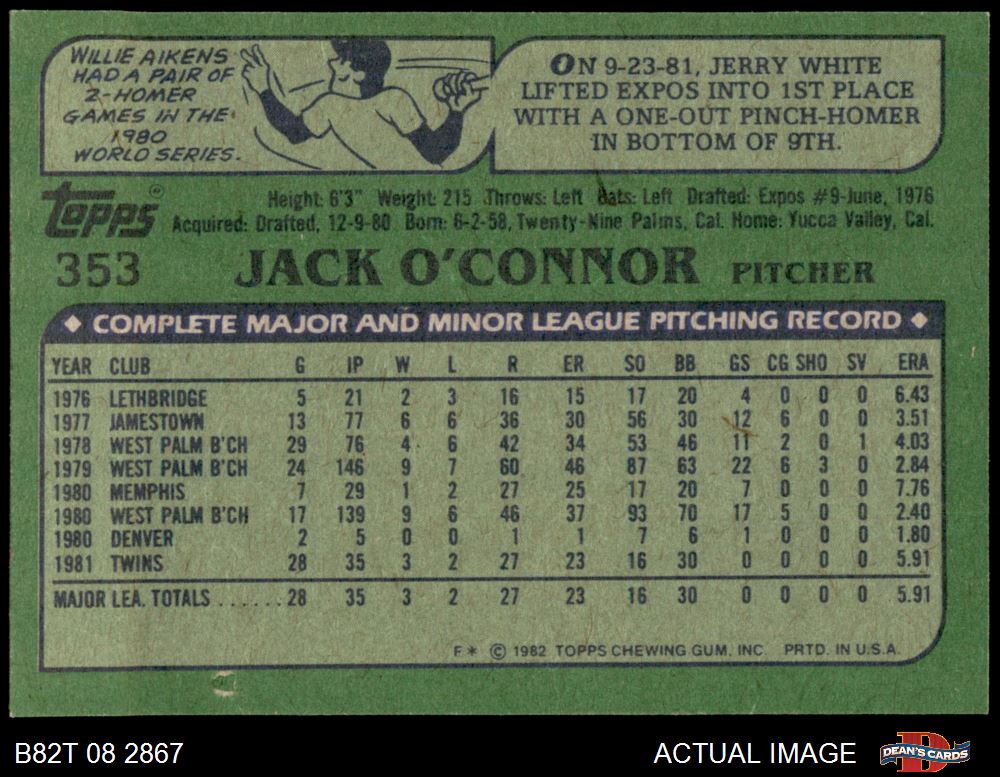 WILLIE AIKENS
HAD A PAIR OF
2-HOMER
GAMES IN THE
1980
WORLD SERIES.
ON 9-23-81, JERRY WHITE
LIFTED EXPOS INTO 1ST PLACE
WITH A ONE-OUT PINCH-HOMER
IN BOTTOM OF 9TH.
Topps®
Height: 6'3" Weight: 215 Throws: Left Bats: Left Drafted: Expos #9-June, 1976
Acquired: Drafted, 12-9-80 Born: 6-2-58, Twenty-Nine Palms, Cal. Home: Yucca Valley, Cal.
353 JACK O'CONNOR PITCHER
◆ COMPLETE MAJOR AND MINOR LEAGUE PITCHING RECORD ◆
YEAR CLUB G IP W L R ER SO BB GS CG SHO SV ERA
1976 LETHBRIDGE 5 21 2 3 16 15 17 20 4 0 0 0 6.43
1977 JAMESTOWN 13 77 6 6 36 30 56 30 12 6 0 0 3.51
1978 WEST PALM B'CH 29 76 4 6 42 34 53 46 11 2 0 1 4.03
1979 WEST PALM B'CH 24 146 9 7 60 46 87 63 22 6 3 0 2.84
1980 MEMPHIS 7 29 1 2 27 25 17 20 7 0 0 0 7.76
1980 WEST PALM B'CH 17 139 9 6 46 37 93 70 17 5 0 0 2.40
1980 DENVER 2 5 0 0 1 1 7 6 1 0 0 0 1.80
1981 TWINS 28 35 3 2 27 23 16 30 0 0 0 0 5.91
MAJOR LEA. TOTALS ...... 28 35 3 2 27 23 16 30 0 0 0 0 5.91
F* © 1982 TOPPS CHEWING GUM, INC. PRTD. IN U.S.A.
B82T 08 2867 ACTUAL IMAGE DEAN'S CARDS